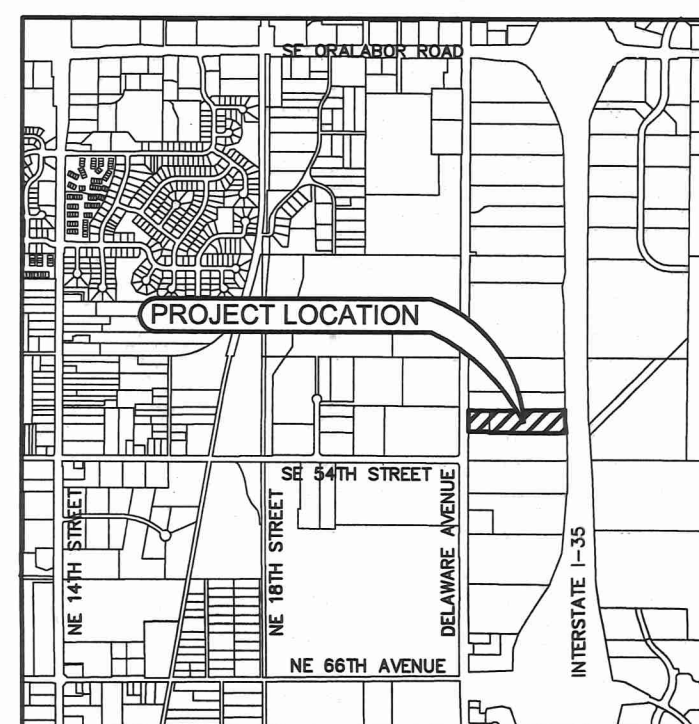 SE ORALABOR ROAD
PROJECT LOCATION
SE 54TH STREET
NE 14TH STREET
NE 18TH STREET
DELAWARE AVENUE
INTERSTATE I-35
NE 66TH AVENUE